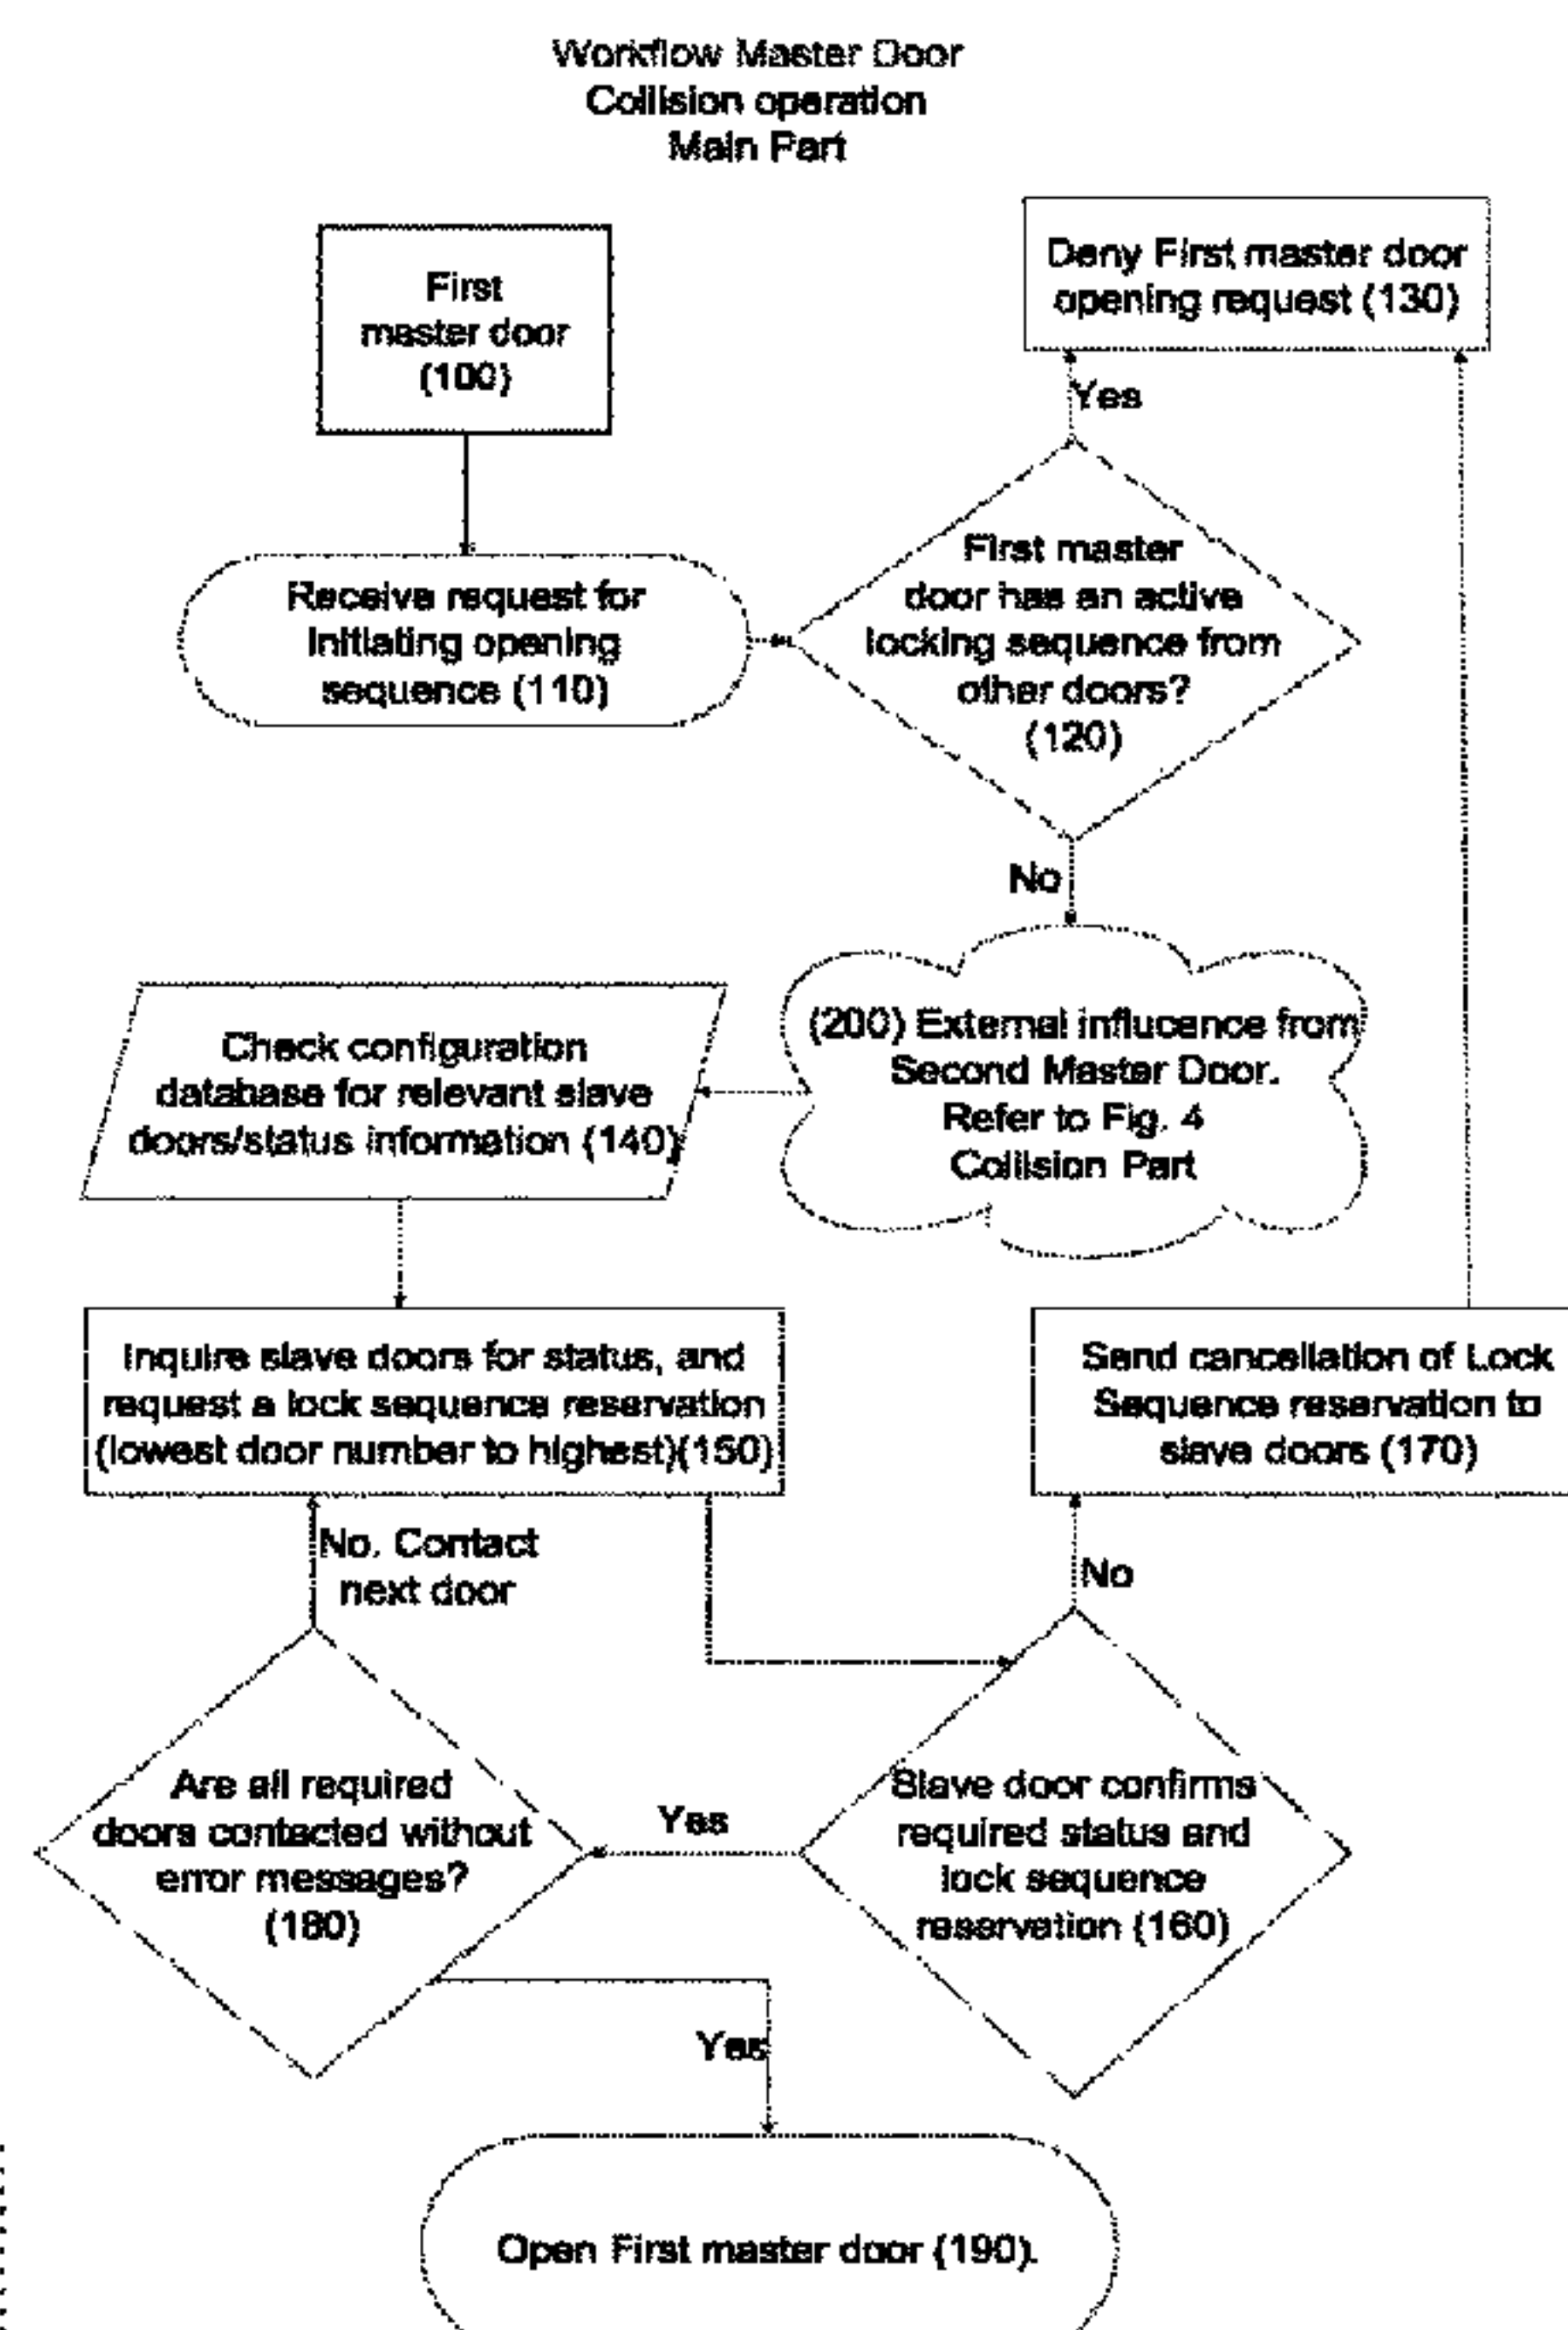 Workflow Master Door
Collision operation
Main Part
First
master door
(100)
Deny First master door
opening request (130)
Yes
Receive request for
initiating opening
sequence (110)
First master
door has an active
locking sequence from
other doors?
(120)
No
(200) External influcence from
Second Master Door.
Refer to Fig. 4
Collision Part
Check configuration
database for relevant slave
doors/status information (140)
Inquire slave doors for status, and
request a lock sequence reservation
(lowest door number to highest)(150)
Send cancellation of Lock
Sequence reservation to
slave doors (170)
No. Contact
next door
No
Are all required
doors contacted without
error messages?
(180)
Yes
Slave door confirms
required status and
lock sequence
reservation (160)
Yes
Open First master door (190).